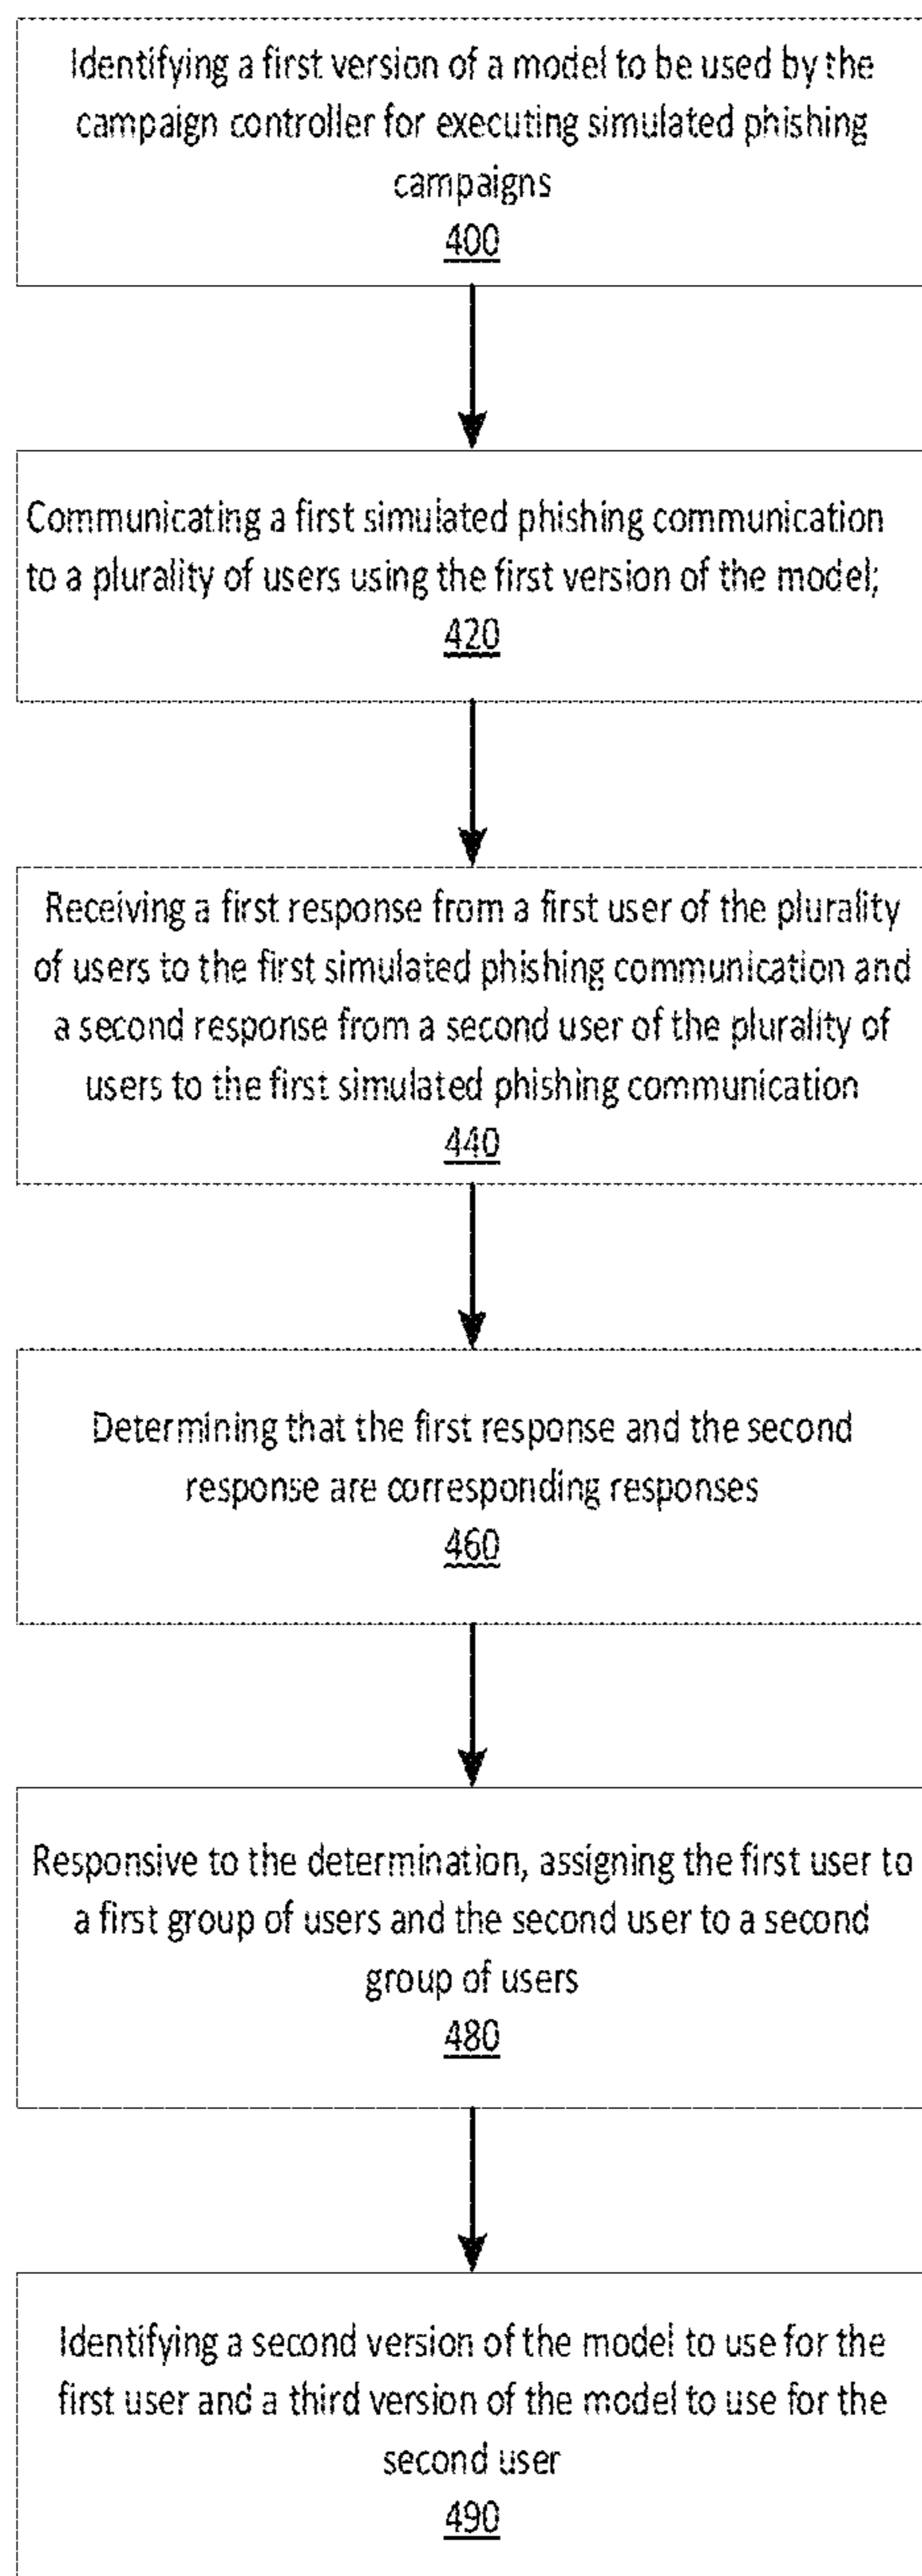 Identifying a first version of a model to be used by the
campaign controller for executing simulated phishing
campaigns
400
Communicating a first simulated phishing communication
to a plurality of users using the first version of the model;
420
Receiving a first response from a first user of the plurality
of users to the first simulated phishing communication and
a second response from a second user of the plurality of
users to the first simulated phishing communication
440
Determining that the first response and the second
response are corresponding responses
460
Responsive to the determination, assigning the first user to
a first group of users and the second user to a second
group of users
480
Identifying a second version of the model to use for the
first user and a third version of the model to use for the
second user
490